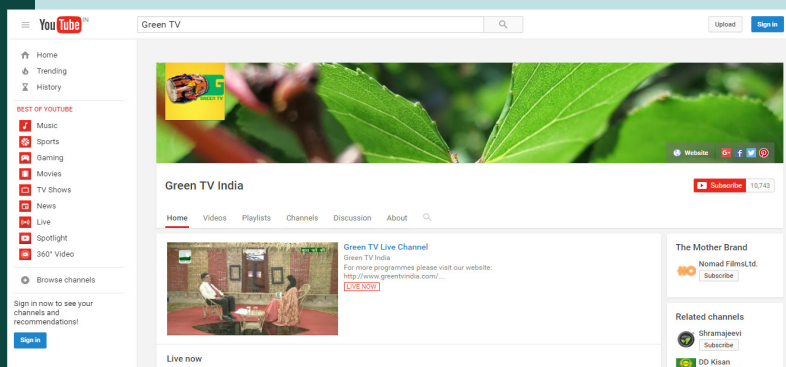 You Tube IN
Green TV
Upload
Sign in
Home
Trending
History
BEST OF YOUTUBE
Music
Sports
Gaming
Movies
TV Shows
News
Live
Spotlight
360° Video
Browse channels
Sign in now to see your
channels and
recommendations!
Sign in
GREEN TV
Website
Green TV India
Subscribe 10,743
Home Videos Playlists Channels Discussion About
Green TV Live Channel
Green TV India
For more programmes please visit our website:
http://www.greentvindia.com/...
LIVE NOW
Live now
The Mother Brand
Nomad FilmsLtd.
Subscribe
Related channels
Shramajeevi
Subscribe
DD Kisan